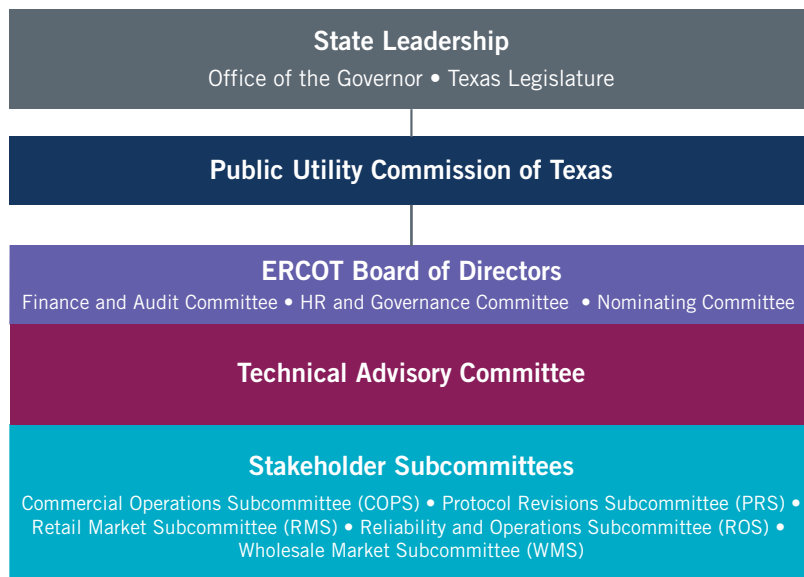 State Leadership
Office of the Governor • Texas Legislature
Public Utility Commission of Texas
ERCOT Board of Directors
Finance and Audit Committee • HR and Governance Committee • Nominating Committee
Technical Advisory Committee
Stakeholder Subcommittees
Commercial Operations Subcommittee (COPS) • Protocol Revisions Subcommittee (PRS) •
Retail Market Subcommittee (RMS) • Reliability and Operations Subcommittee (ROS) •
Wholesale Market Subcommittee (WMS)